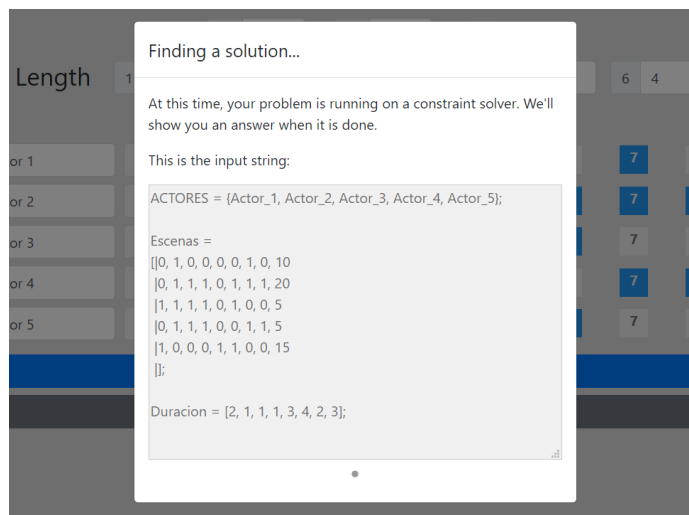 Finding a solution...
Length 1 6 4
At this time, your problem is running on a constraint solver. We'll
show you an answer when it is done.
This is the input string:
or 1 7
or 2 7
or 3 7
or 4 7
or 5 7
ACTORES = {Actor_1, Actor_2, Actor_3, Actor_4, Actor_5};
Escenas =
[|0, 1, 0, 0, 0, 0, 1, 0, 10
|0, 1, 1, 1, 0, 1, 1, 1, 20
|1, 1, 1, 1, 0, 1, 0, 0, 5
|0, 1, 1, 1, 0, 0, 1, 1, 5
|1, 0, 0, 0, 1, 1, 0, 0, 15
|];
Duracion = [2, 1, 1, 1, 3, 4, 2, 3];